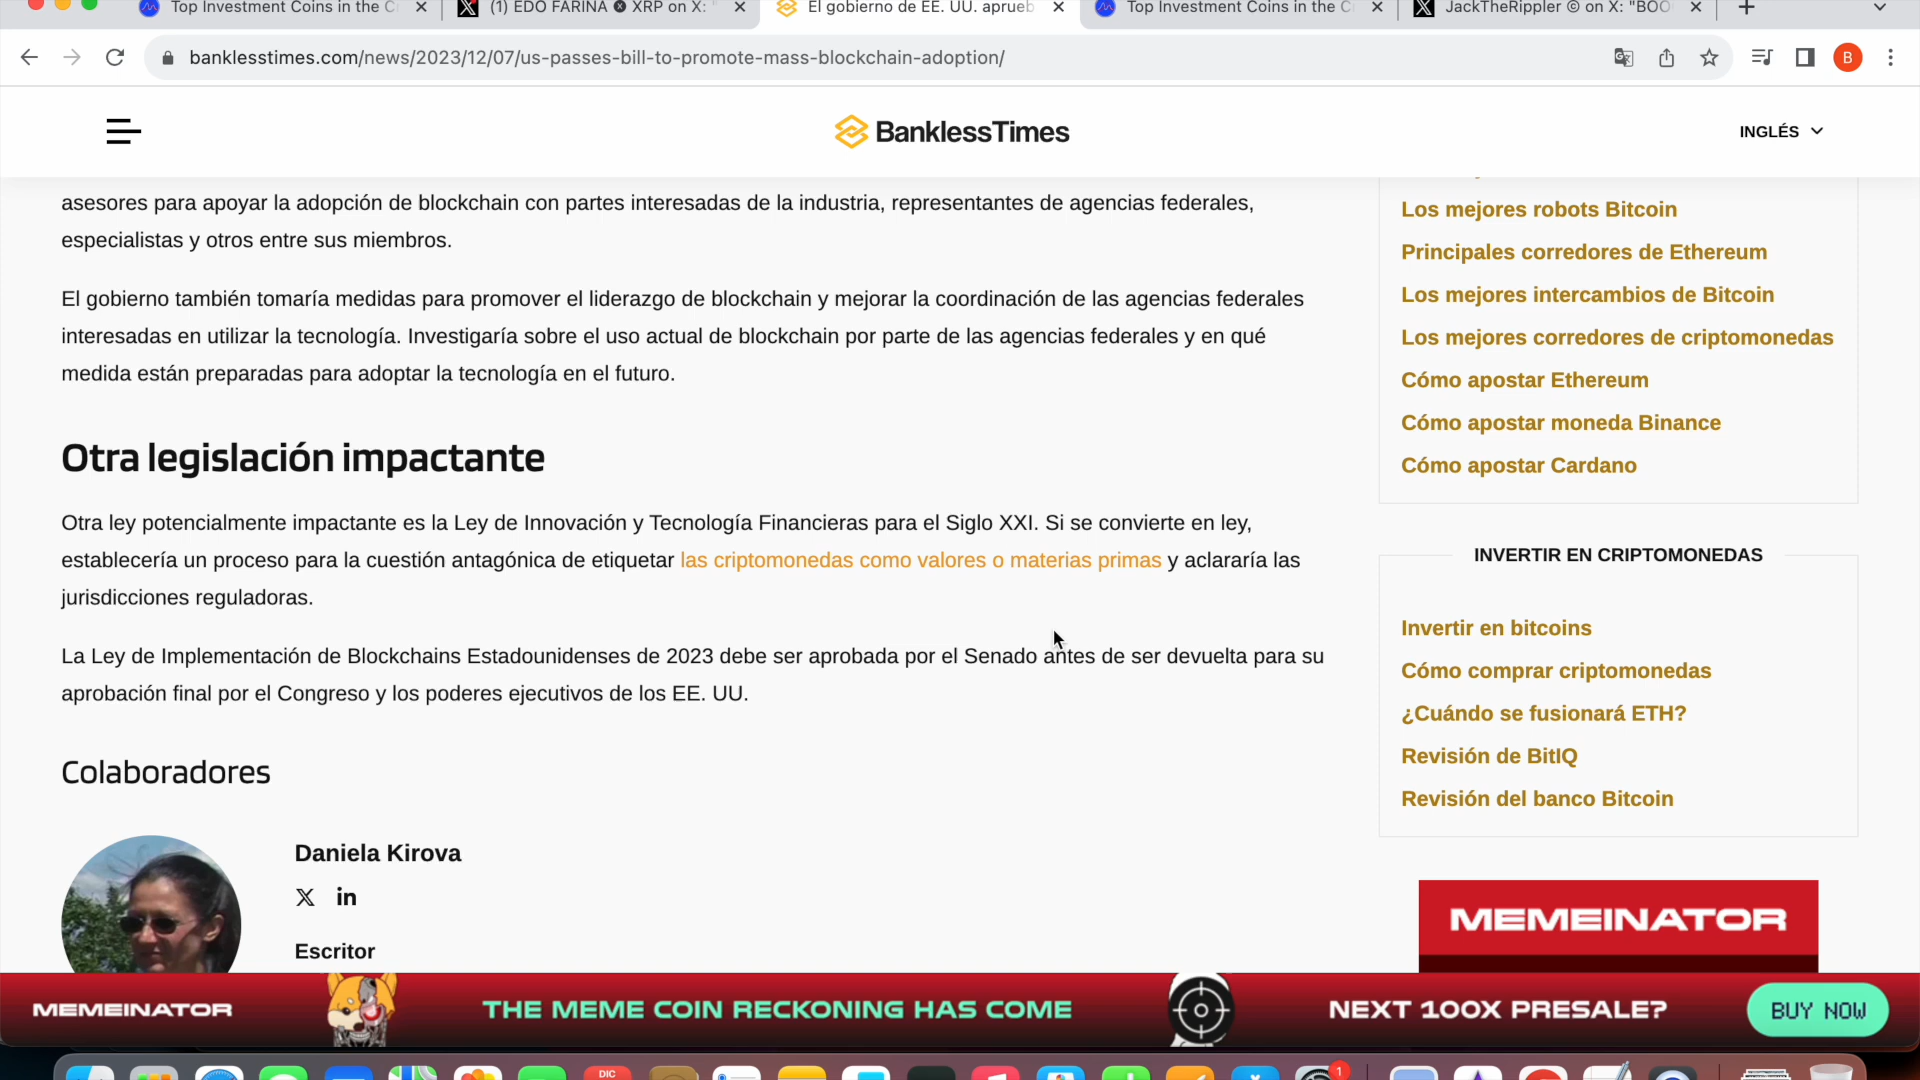 Top Investment Coins in the C
(1) EDO FARINA XRP on X: "
El gobierno de EE. UU. aprueb
Top Investment Coins in the C
JackTheRippler © on X: "BOO
banklesstimes.com/news/2023/12/07/us-passes-bill-to-promote-mass-blockchain-adoption/
B
BanklessTimes
INGLÉS
asesores para apoyar la adopción de blockchain con partes interesadas de la industria, representantes de agencias federales,
especialistas y otros entre sus miembros.
El gobierno también tomaría medidas para promover el liderazgo de blockchain y mejorar la coordinación de las agencias federales
interesadas en utilizar la tecnología. Investigaría sobre el uso actual de blockchain por parte de las agencias federales y en qué
medida están preparadas para adoptar la tecnología en el futuro.
Otra legislación impactante
Otra ley potencialmente impactante es la Ley de Innovación y Tecnología Financieras para el Siglo XXI. Si se convierte en ley,
establecería un proceso para la cuestión antagónica de etiquetar las criptomonedas como valores o materias primas y aclararía las
jurisdicciones reguladoras.
La Ley de Implementación de Blockchains Estadounidenses de 2023 debe ser aprobada por el Senado antes de ser devuelta para su
aprobación final por el Congreso y los poderes ejecutivos de los EE. UU.
Colaboradores
Daniela Kirova
Escritor
Los mejores robots Bitcoin
Principales corredores de Ethereum
Los mejores intercambios de Bitcoin
Los mejores corredores de criptomonedas
Cómo apostar Ethereum
Cómo apostar moneda Binance
Cómo apostar Cardano
INVERTIR EN CRIPTOMONEDAS
Invertir en bitcoins
Cómo comprar criptomonedas
¿Cuándo se fusionará ETH?
Revisión de BitIQ
Revisión del banco Bitcoin
MEMEINATOR
MEMEINATOR
THE MEME COIN RECKONING HAS COME
NEXT 100X PRESALE?
BUY NOW
DIC
1